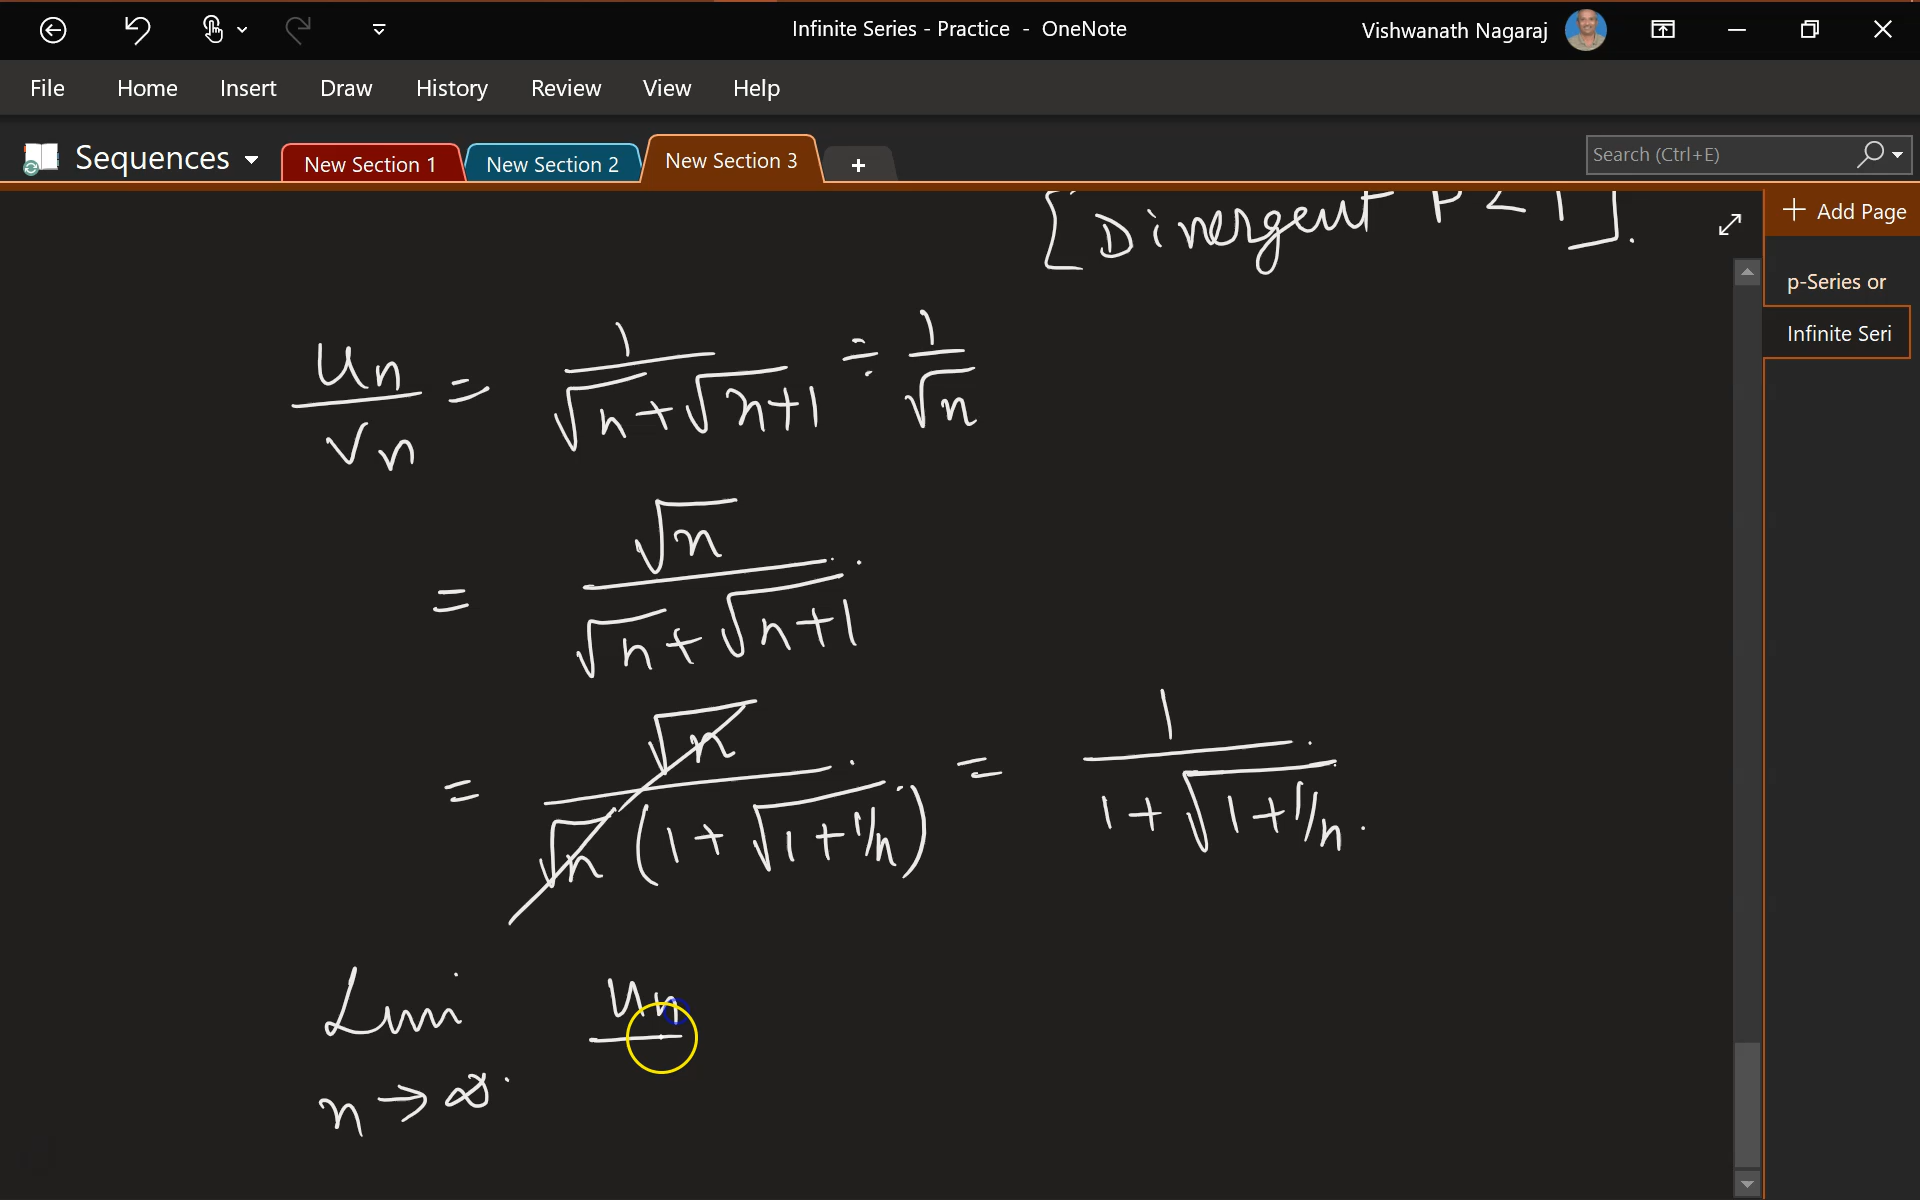 Infinite Series - Practice - OneNote
Vishwanath Nagaraj
File Home Insert Draw History Review View Help
Sequences
New Section 1
New Section 2
New Section 3
+
Search (Ctrl+E)
+ Add Page
p-Series or
Infinite Seri
[Divergent P < 1].
Un/Vn = 1/(√n + √(n+1)) ÷ 1/√n
= √n/(√n + √(n+1))
= √n/(√n (1 + √(1 + 1/n))) = 1/(1 + √(1 + 1/n)).
Lim Un
n → ∞.